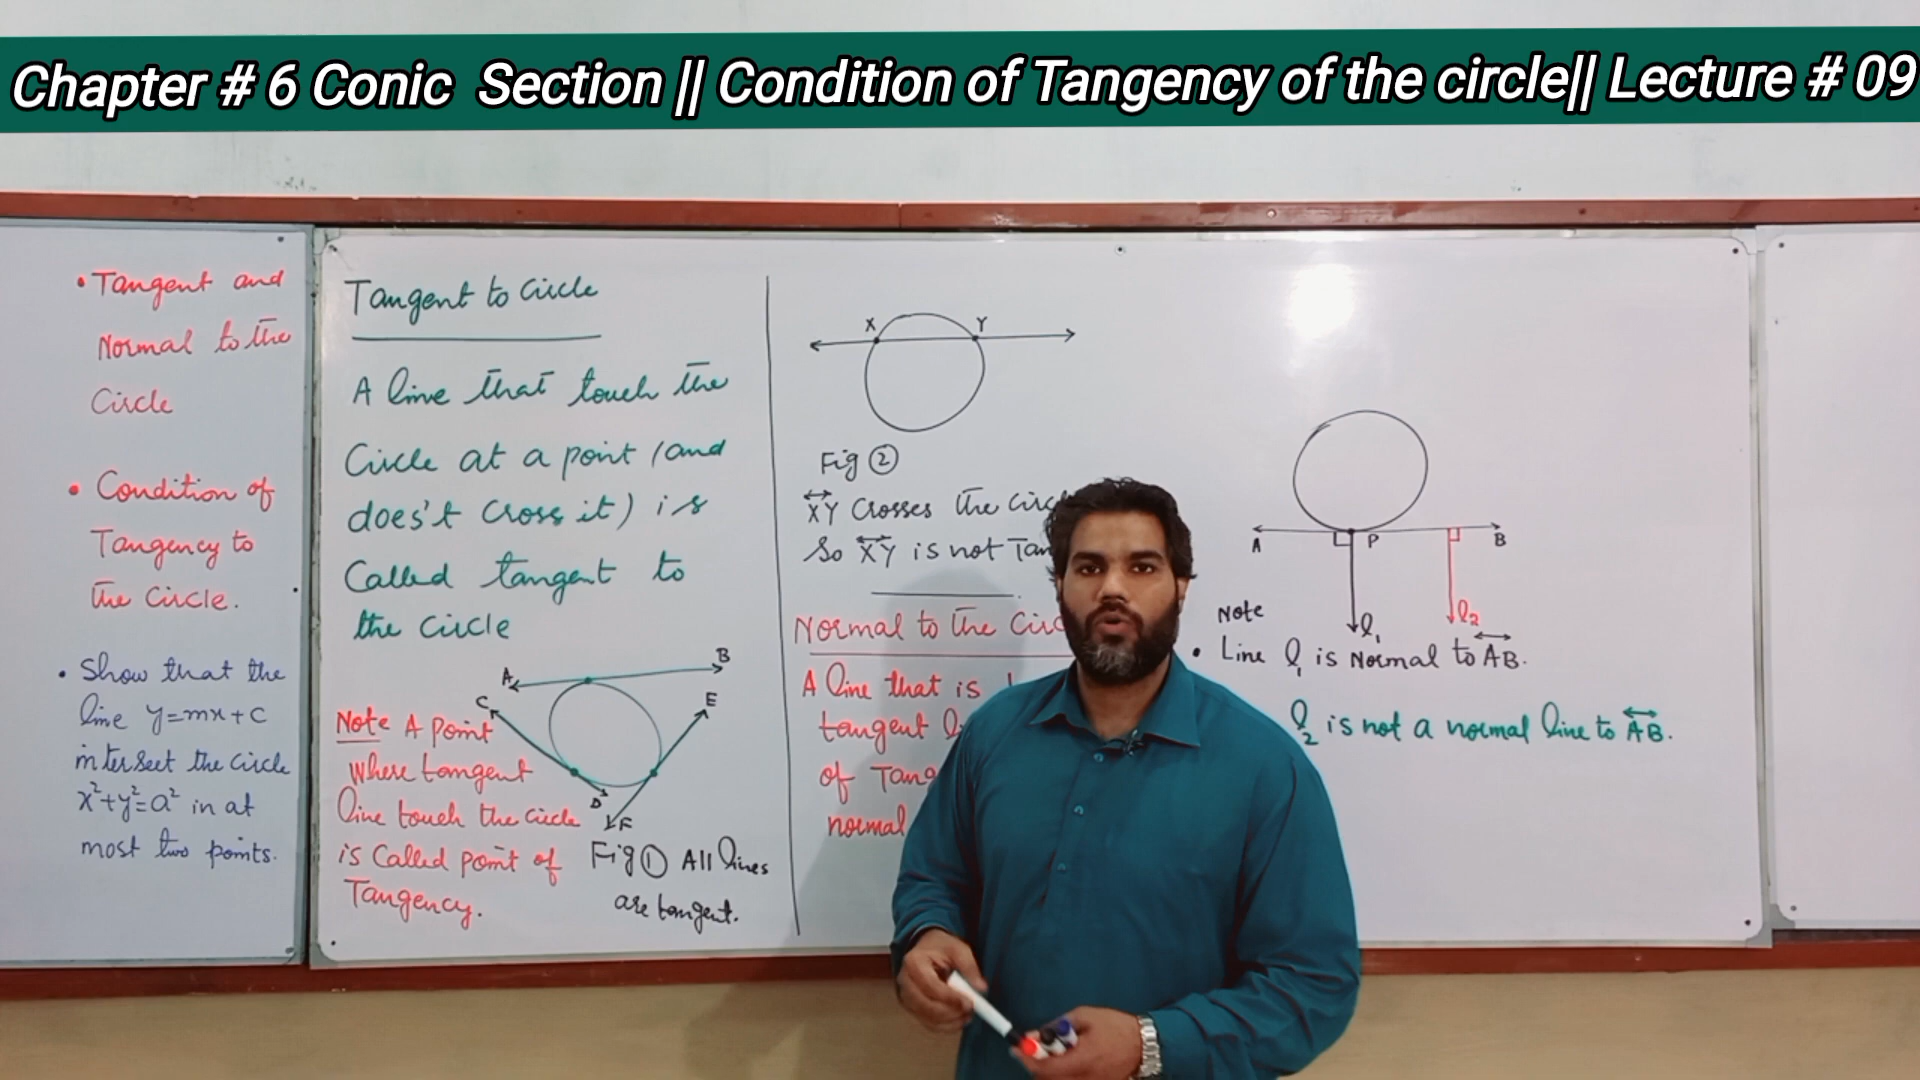 Chapter # 6 Conic Section || Condition of Tangency of the circle|| Lecture # 09
• Tangent and
Normal to the
Circle
• Condition of
Tangency to
the Circle.
• Show that the
line y=mx+c
intersect the circle
x²+y²=a² in at
most two points.
Tangent to Circle
A line that touch the
Circle at a point (and
does't cross it) is
Called tangent to
the circle
A
B
C
E
D
F
Note A point
where tangent
line touch the circle
is Called point of
Tangency.
Fig ① All lines
are tangent.
X
Y
Fig ②
XY Crosses the
So XY is not
Normal to the
A line that is
tangent
of
normal
A
P
B
l₁
l₂
Note
• Line l₁ is Normal to AB.
l₂ is not a normal line to AB.